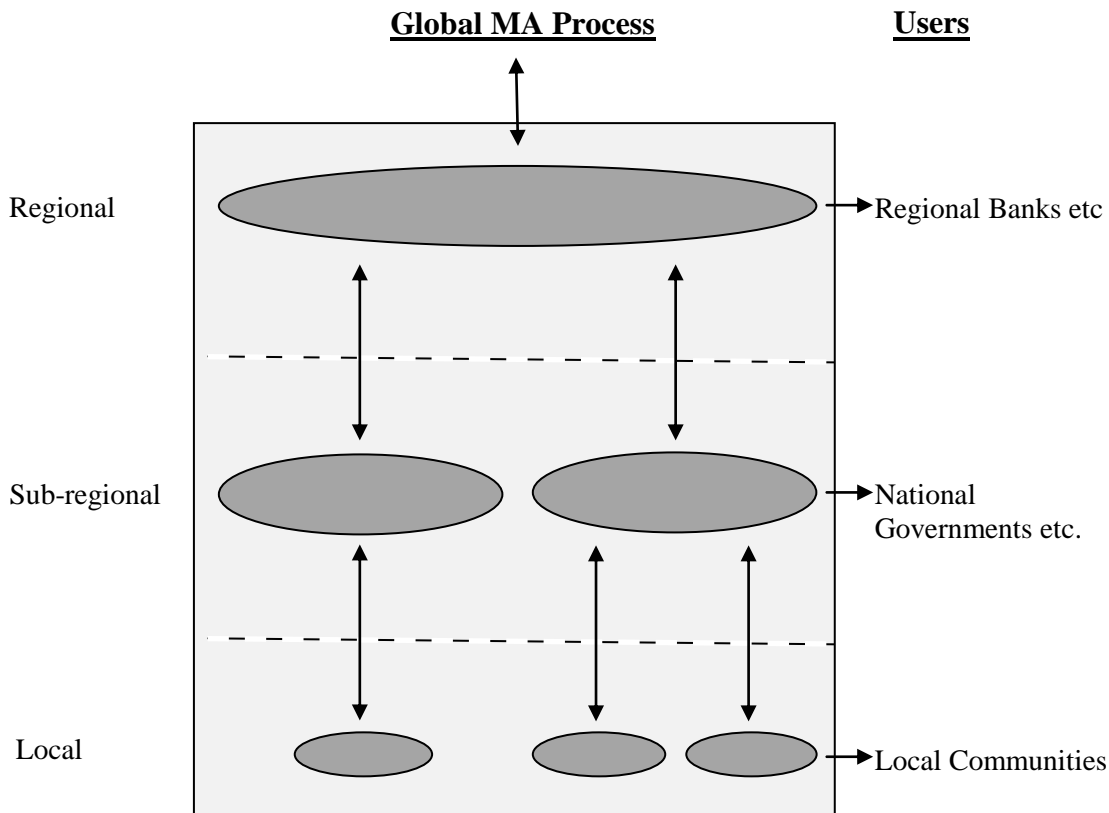 Global MA Process
Users
Regional
Regional Banks etc
Sub-regional
National
Governments etc.
Local
Local Communities